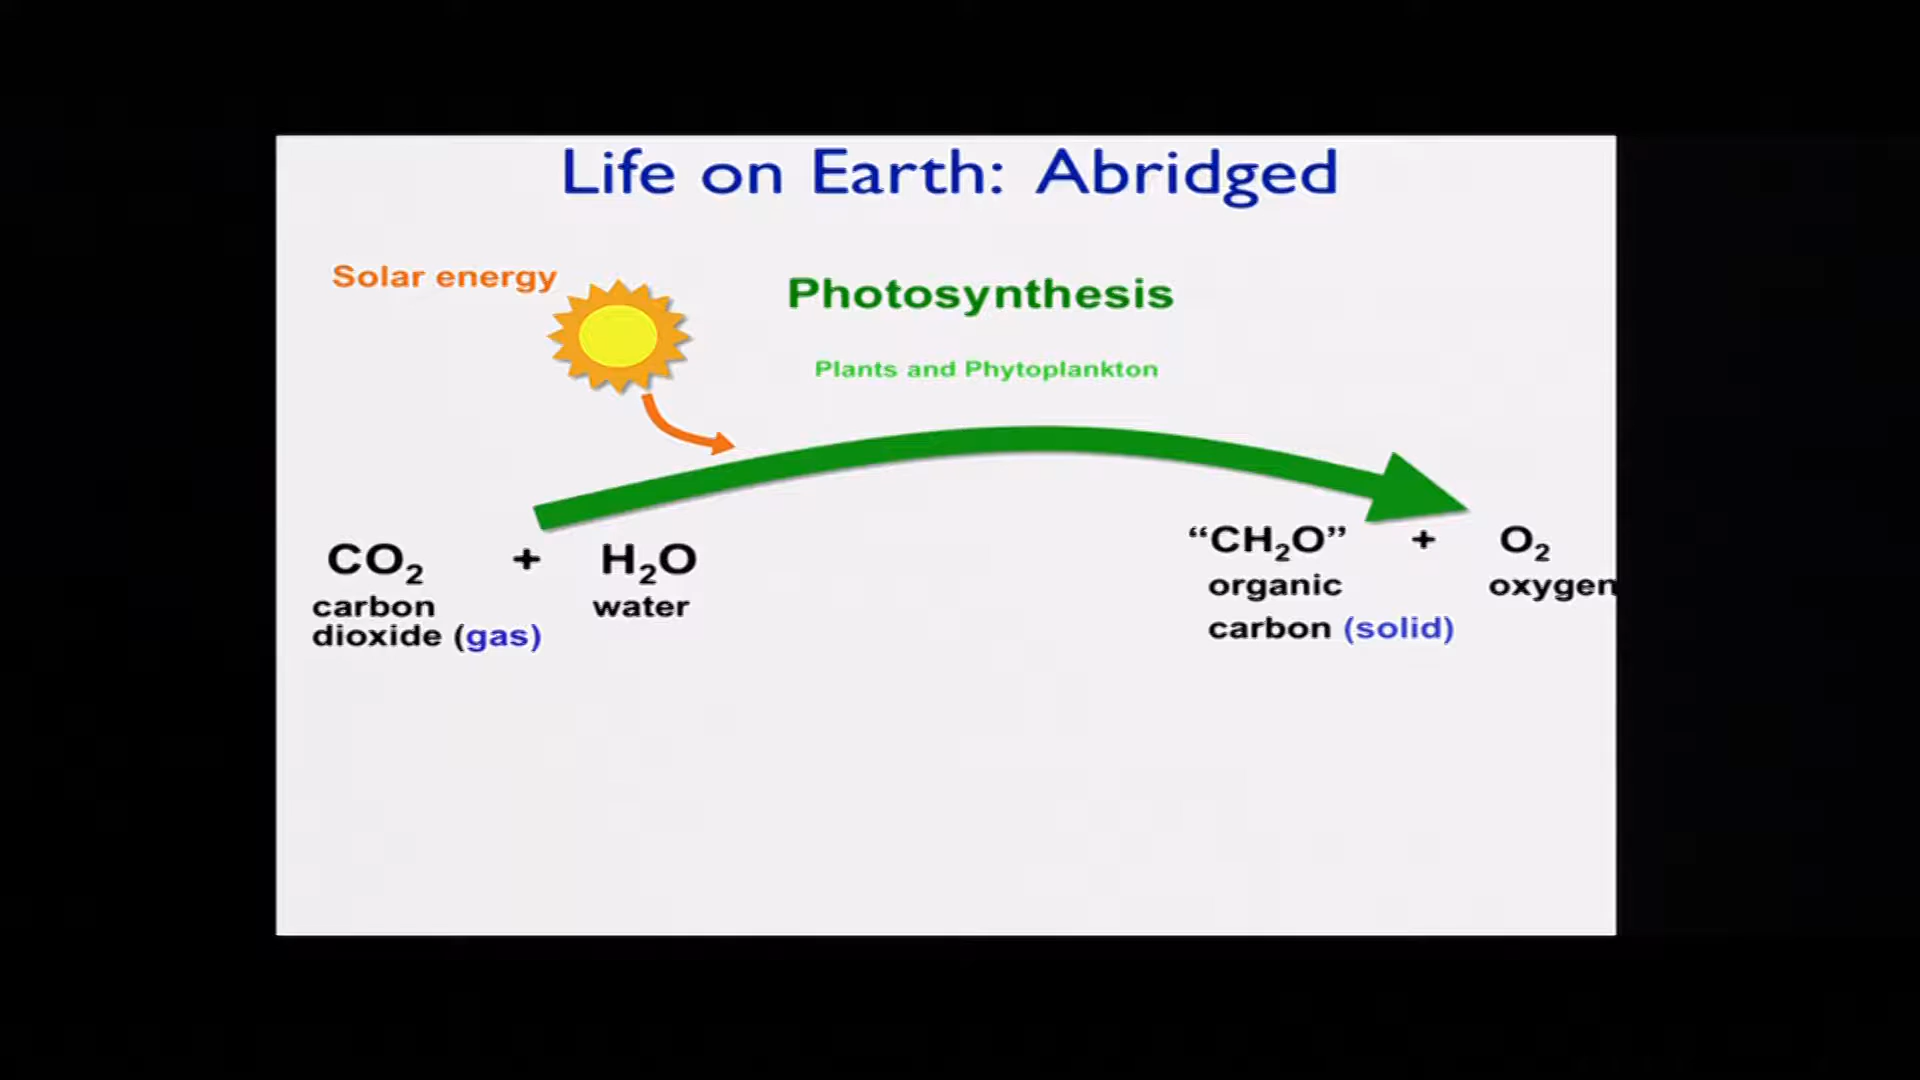 Life on Earth: Abridged
Solar energy
Photosynthesis
Plants and Phytoplankton
CO₂ + H₂O
carbon
dioxide (gas)
water
“CH₂O” + O₂
organic
carbon (solid)
oxygen